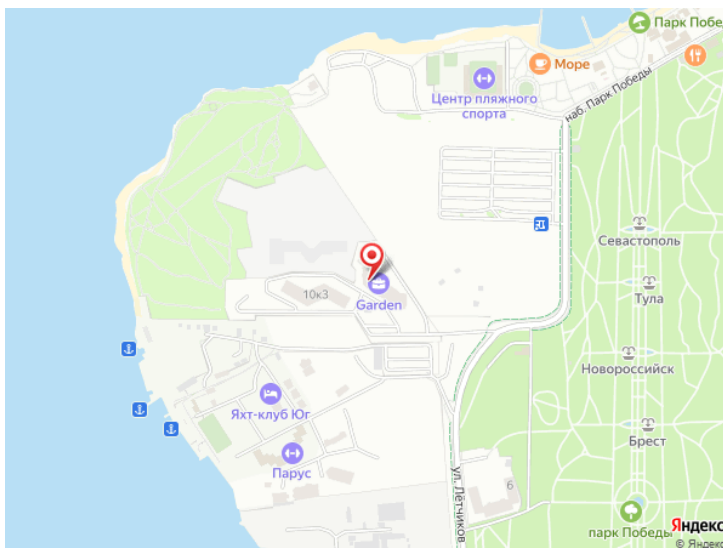 Парк Побед
Море
Центр пляжного
спорта
наб. Парк Победы
Севастополь
Тула
10к3
Garden
Новороссийск
Яхт-клуб Юг
Брест
Парус
ул. Лётчиков
6
парк Победы
Яндекс
© Яндекс